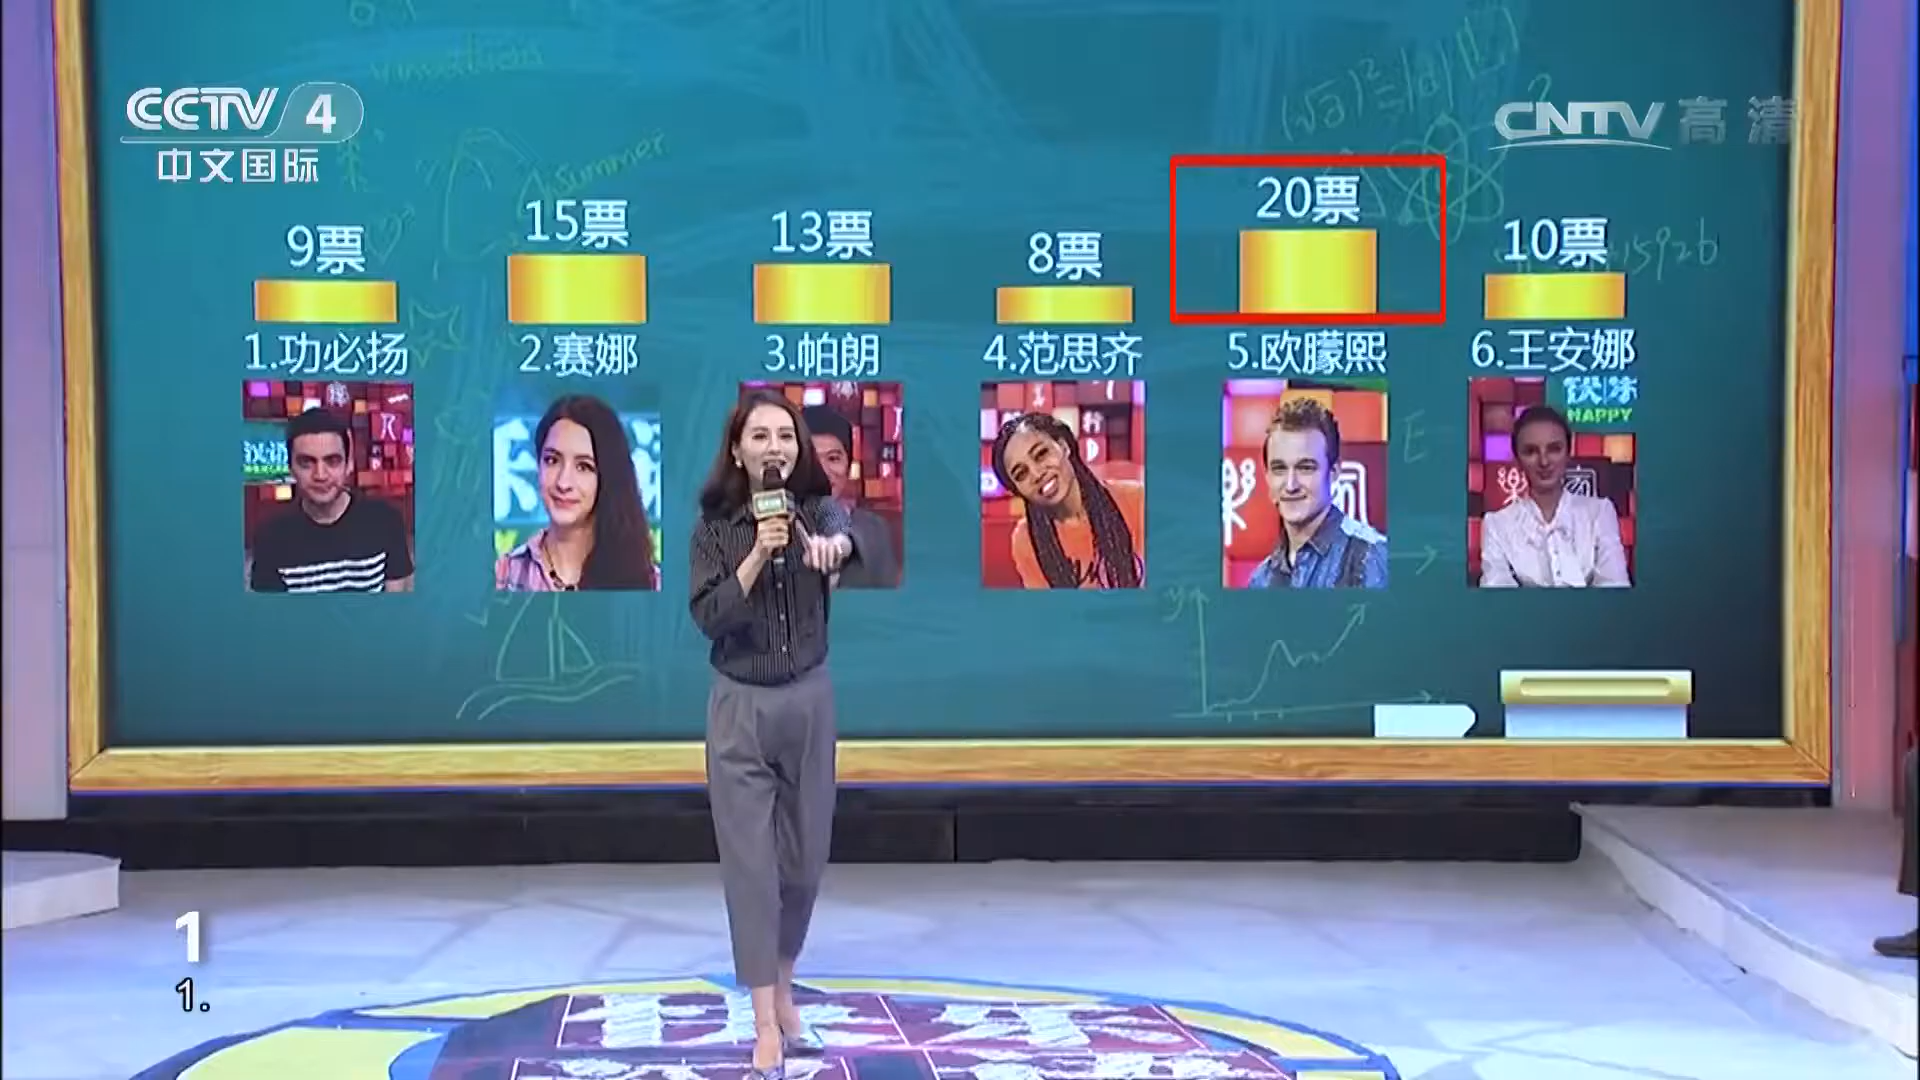 CCTV 4
中文国际
CNTV 高清
summer
9票
15票
13票
8票
20票
10票
1.功必扬
2.赛娜
3.帕朗
4.范思齐
5.欧朦熙
6.王安娜
HAPPY
1
1.